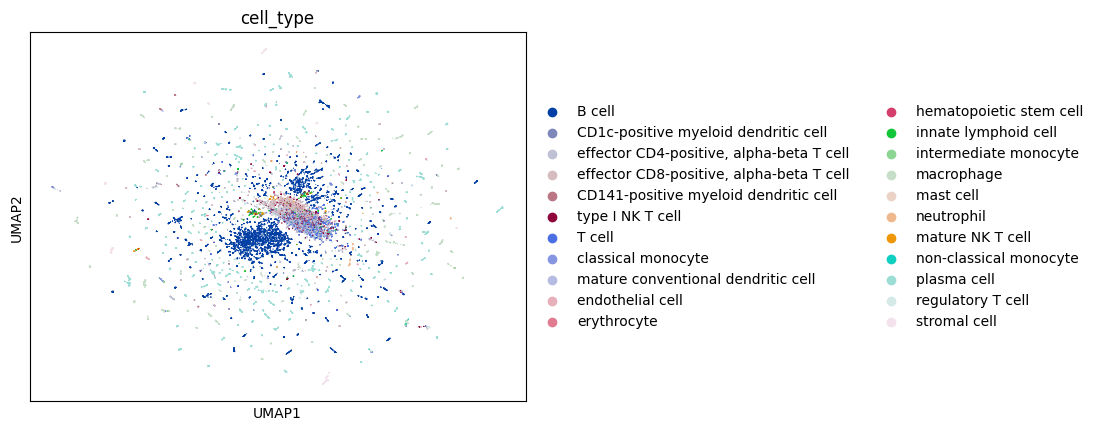 cell_type
UMAP2
UMAP1
B cell
CD1c-positive myeloid dendritic cell
effector CD4-positive, alpha-beta T cell
effector CD8-positive, alpha-beta T cell
CD141-positive myeloid dendritic cell
type I NK T cell
T cell
classical monocyte
mature conventional dendritic cell
endothelial cell
erythrocyte
hematopoietic stem cell
innate lymphoid cell
intermediate monocyte
macrophage
mast cell
neutrophil
mature NK T cell
non-classical monocyte
plasma cell
regulatory T cell
stromal cell